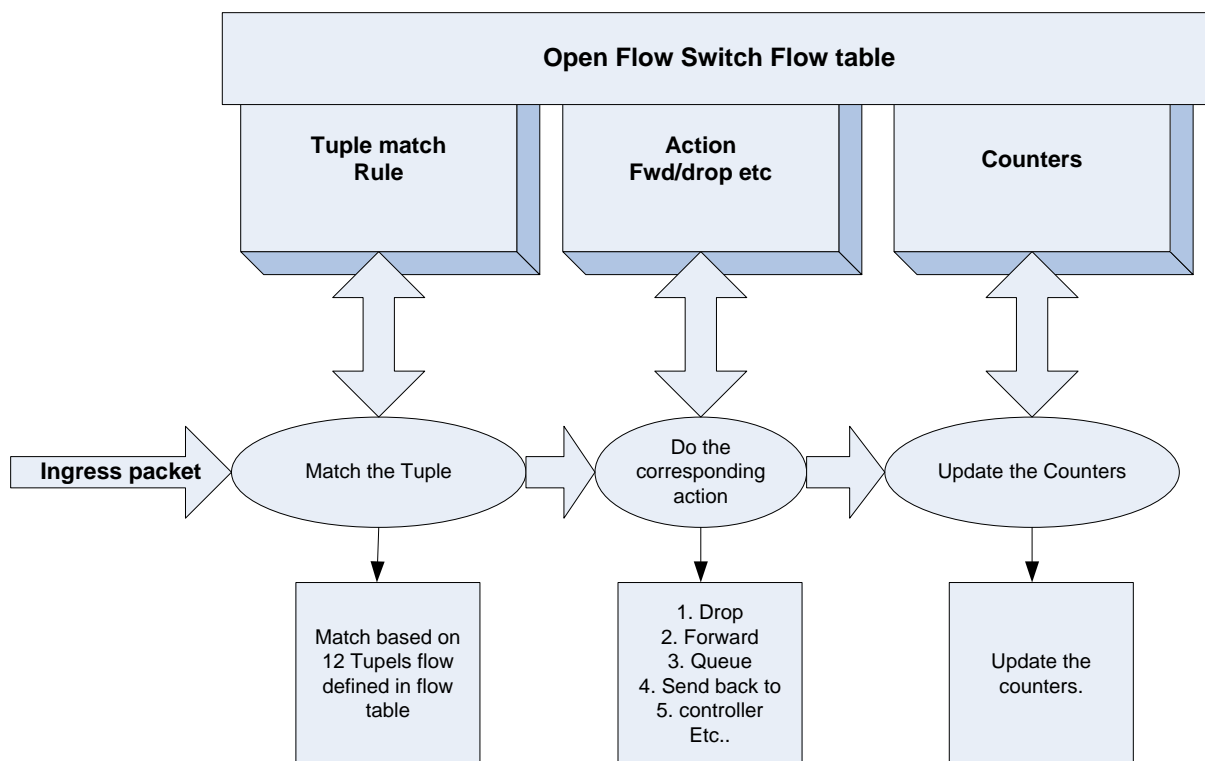 Open Flow Switch Flow table
Tuple match
Rule
Action
Fwd/drop etc
Counters
Ingress packet
Match the Tuple
Do the
corresponding
action
Update the Counters
Match based on
12 Tupels flow
defined in flow
table
1. Drop
2. Forward
3. Queue
4. Send back to
5. controller
Etc..
Update the
counters.